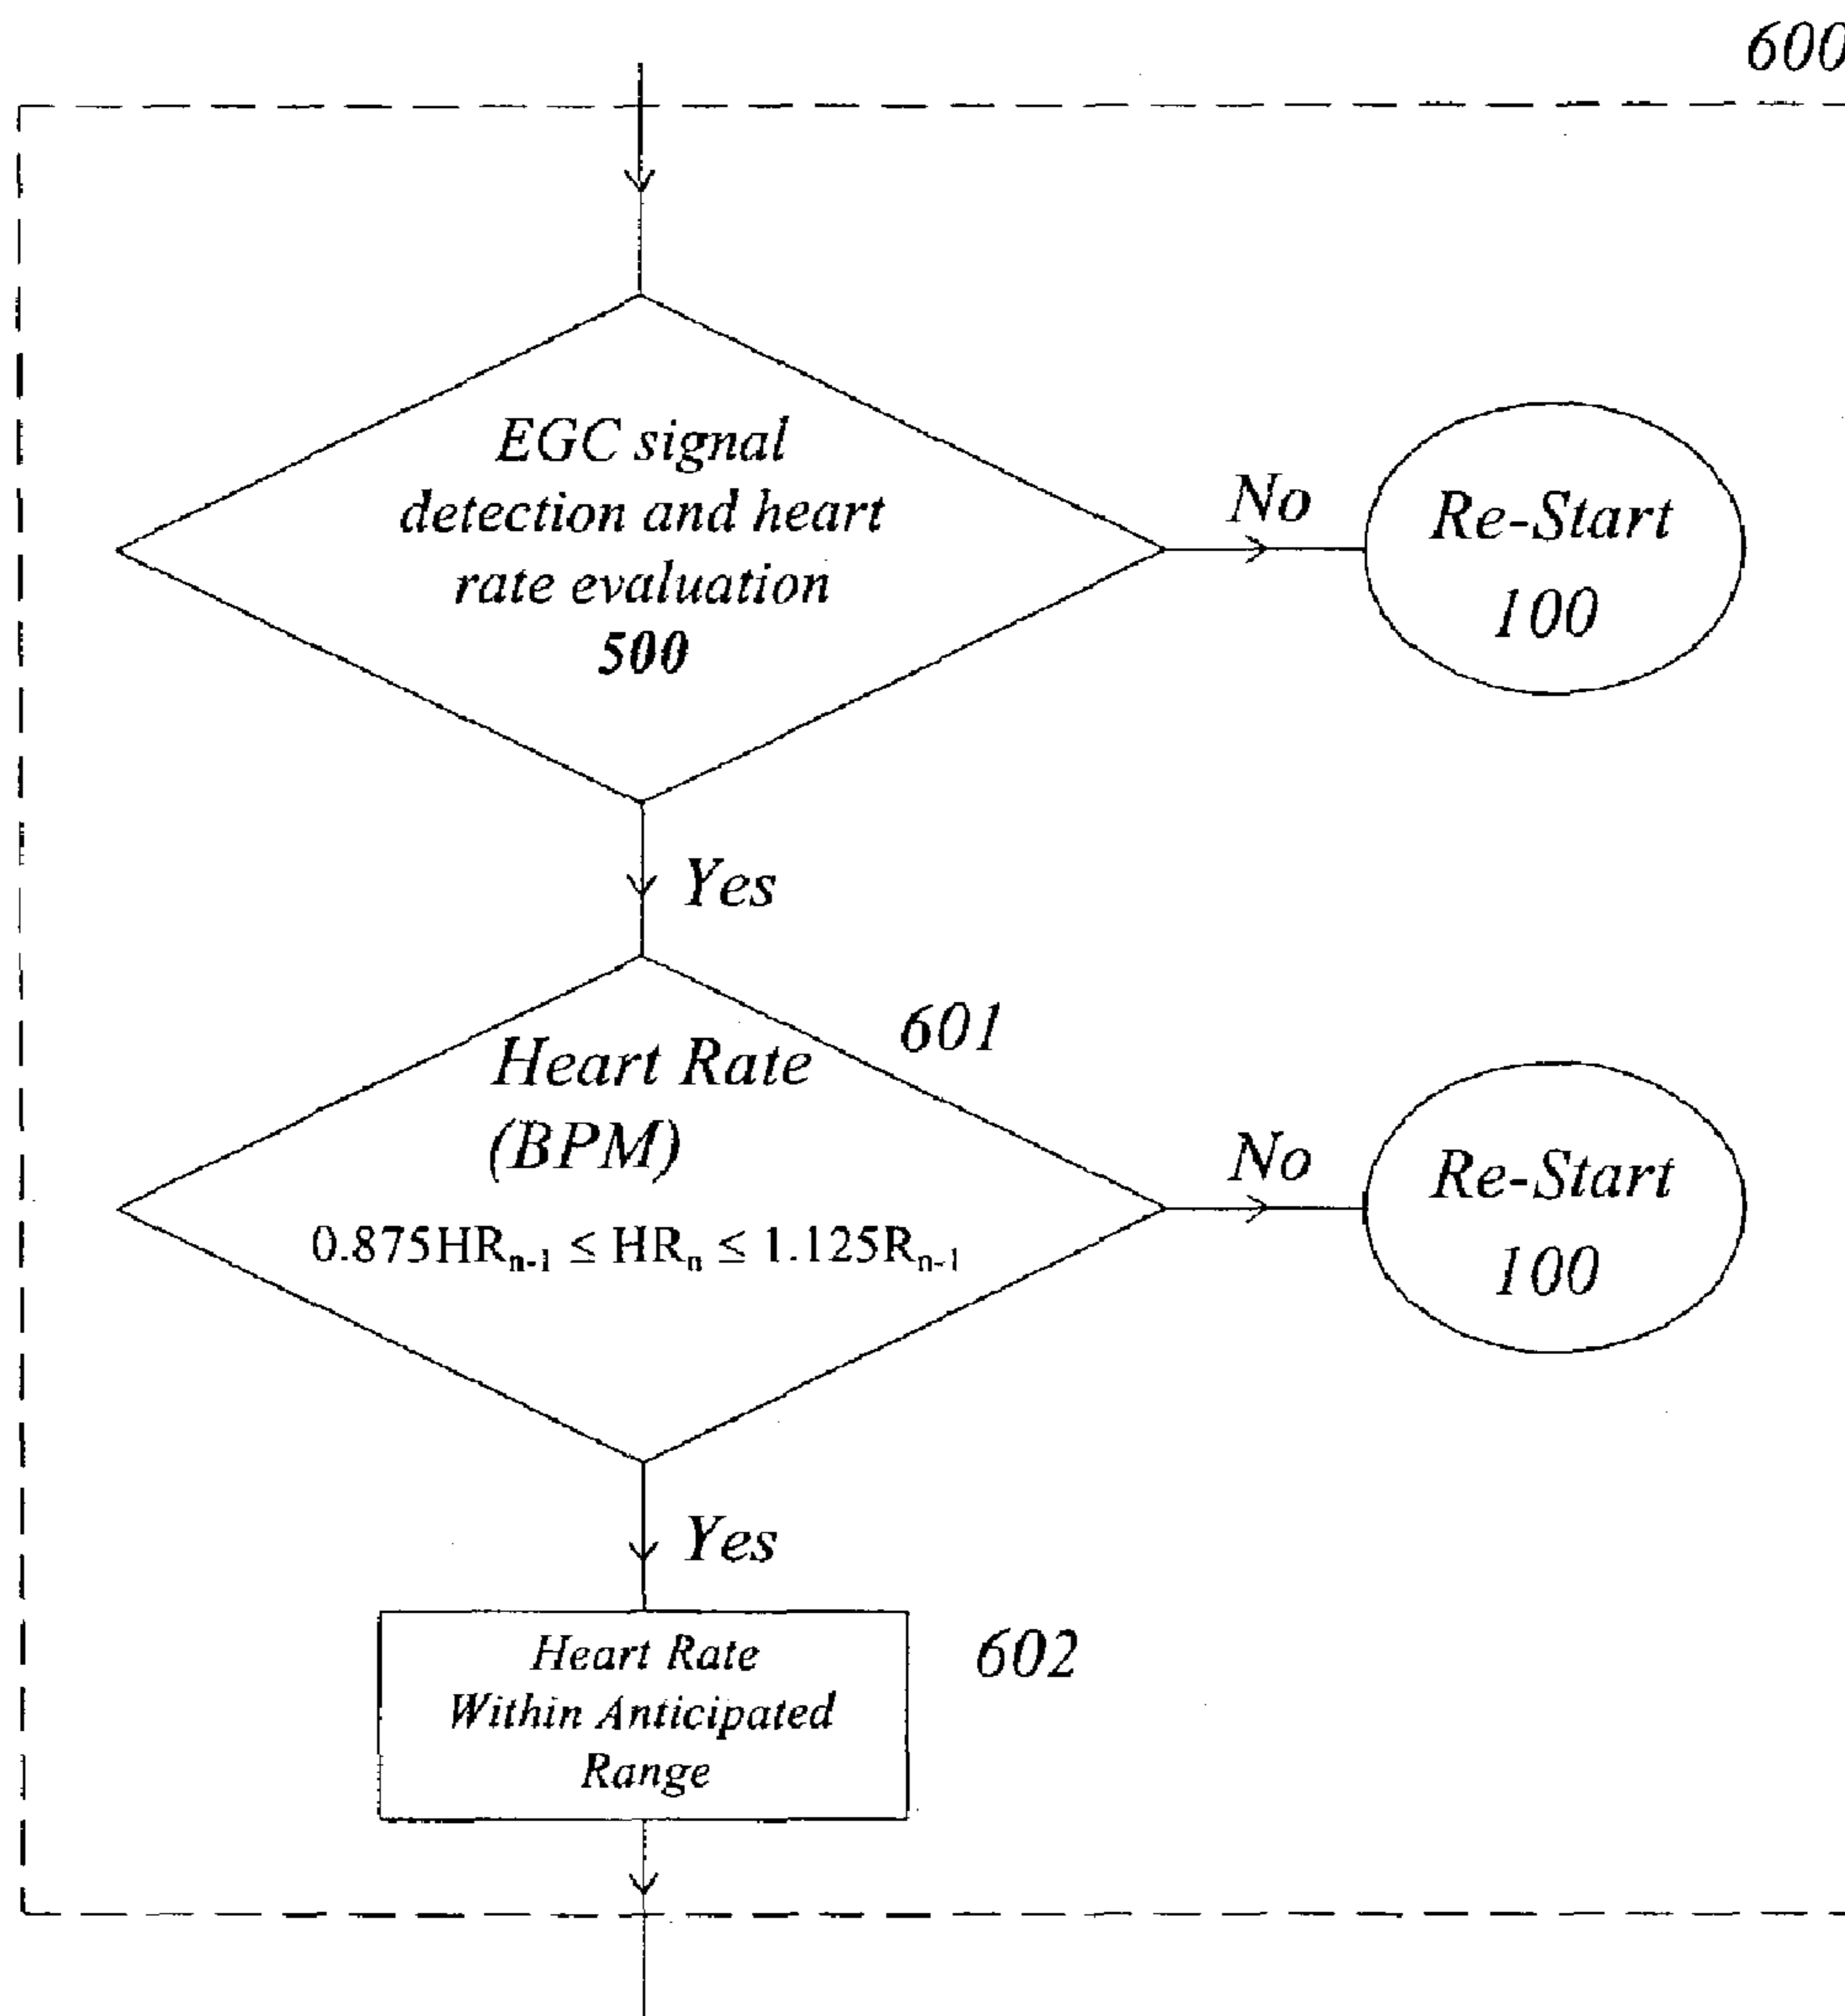 600
EGC signal
detection and heart
rate evaluation
500
No
Re-Start
100
Yes
601
Heart Rate
(BPM)
0.875HRₙ₋₁ ≤ HRₙ ≤ 1.125Rₙ₋₁
No
Re-Start
100
Yes
Heart Rate
Within Anticipated
Range
602